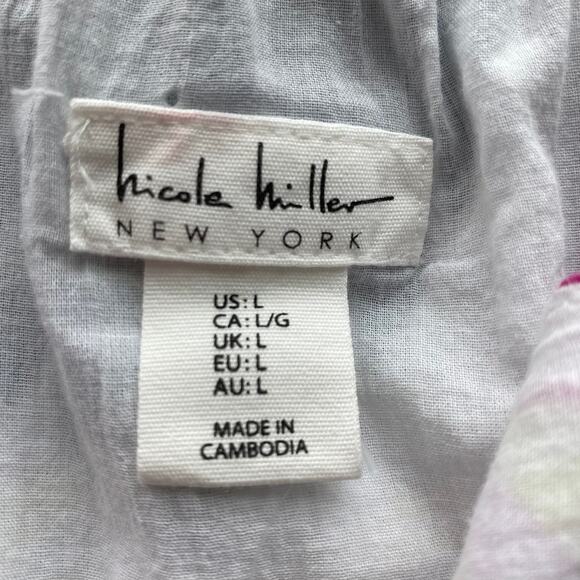 nicole miller
NEW YORK
US: L
CA: L/G
UK: L
EU: L
AU: L
MADE IN
CAMBODIA